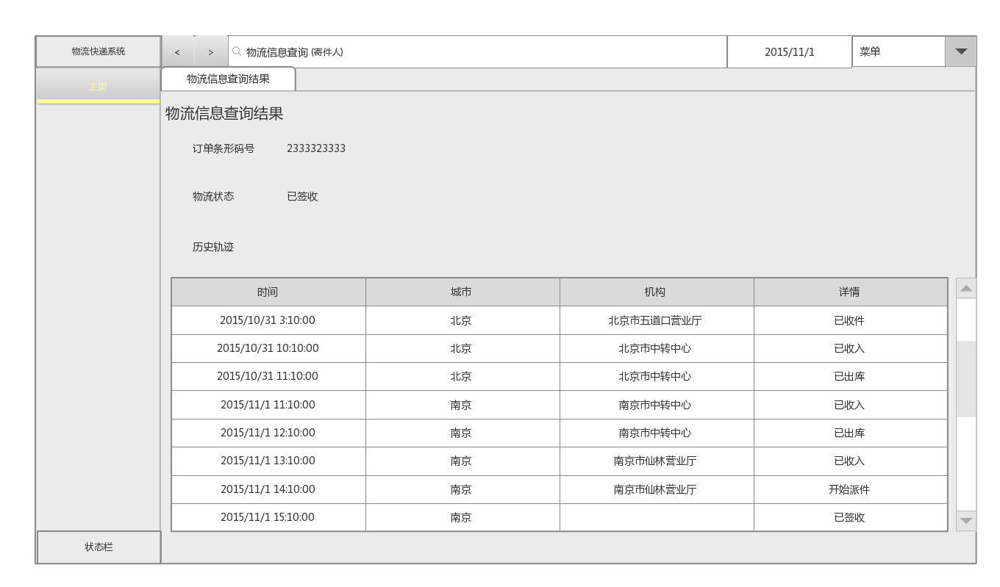 物流快递系统 < > 物流信息查询 (寄件人) 2015/11/1 菜单
主页 物流信息查询结果
物流信息查询结果
订单条形码号 2333323333
物流状态 已签收
历史轨迹
时间 城市 机构 详情
2015/10/31 3:10:00 北京 北京市五道口营业厅 已收件
2015/10/31 10:10:00 北京 北京市中转中心 已收入
2015/10/31 11:10:00 北京 北京市中转中心 已出库
2015/11/1 11:10:00 南京 南京市中转中心 已收入
2015/11/1 12:10:00 南京 南京市中转中心 已出库
2015/11/1 13:10:00 南京 南京市仙林营业厅 已收入
2015/11/1 14:10:00 南京 南京市仙林营业厅 开始派件
2015/11/1 15:10:00 南京 已签收
状态栏